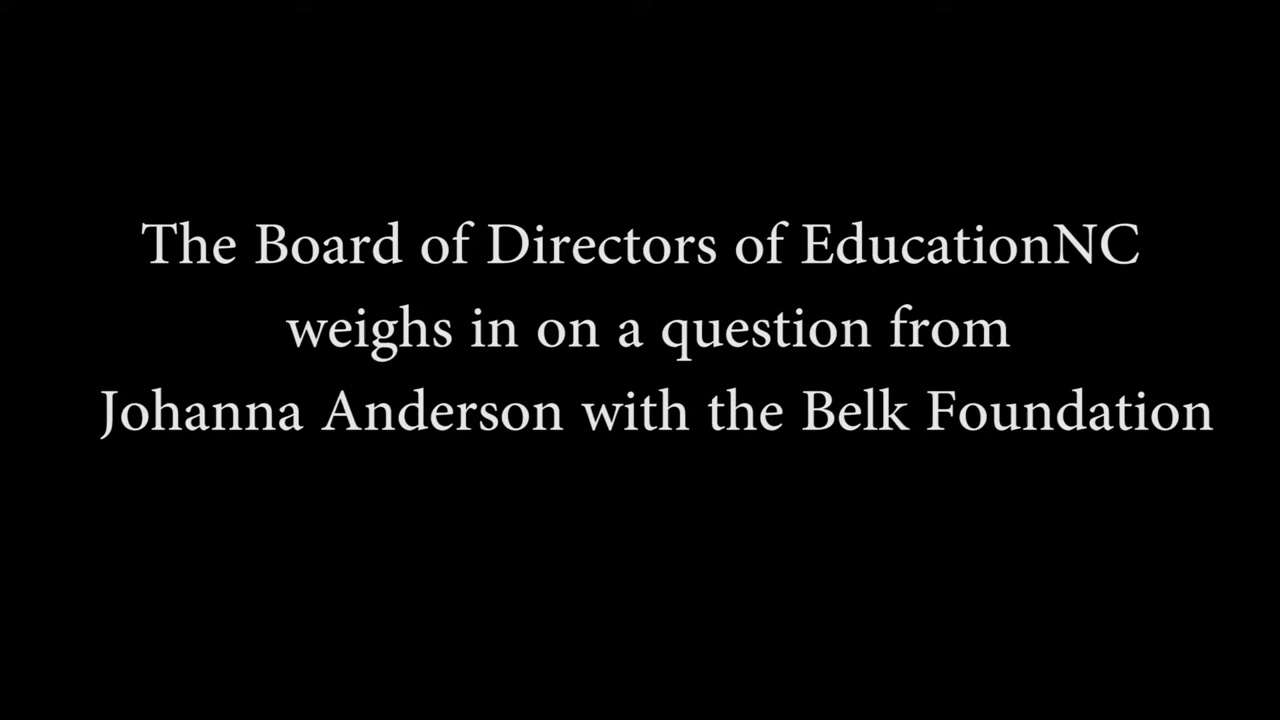 The Board of Directors of EducationNC
weighs in on a question from
Johanna Anderson with the Belk Foundation